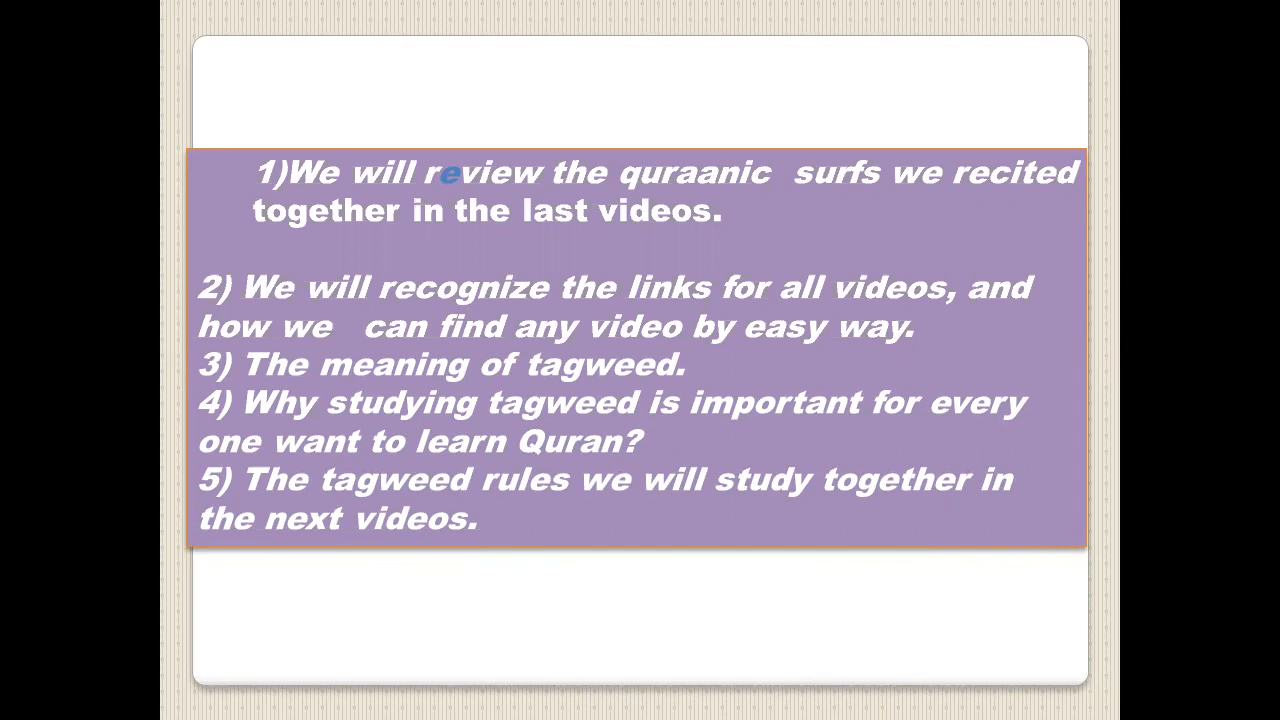 1)We will review the quraanic surfs we recited
together in the last videos.
2) We will recognize the links for all videos, and
how we can find any video by easy way.
3) The meaning of tagweed.
4) Why studying tagweed is important for every
one want to learn Quran?
5) The tagweed rules we will study together in
the next videos.